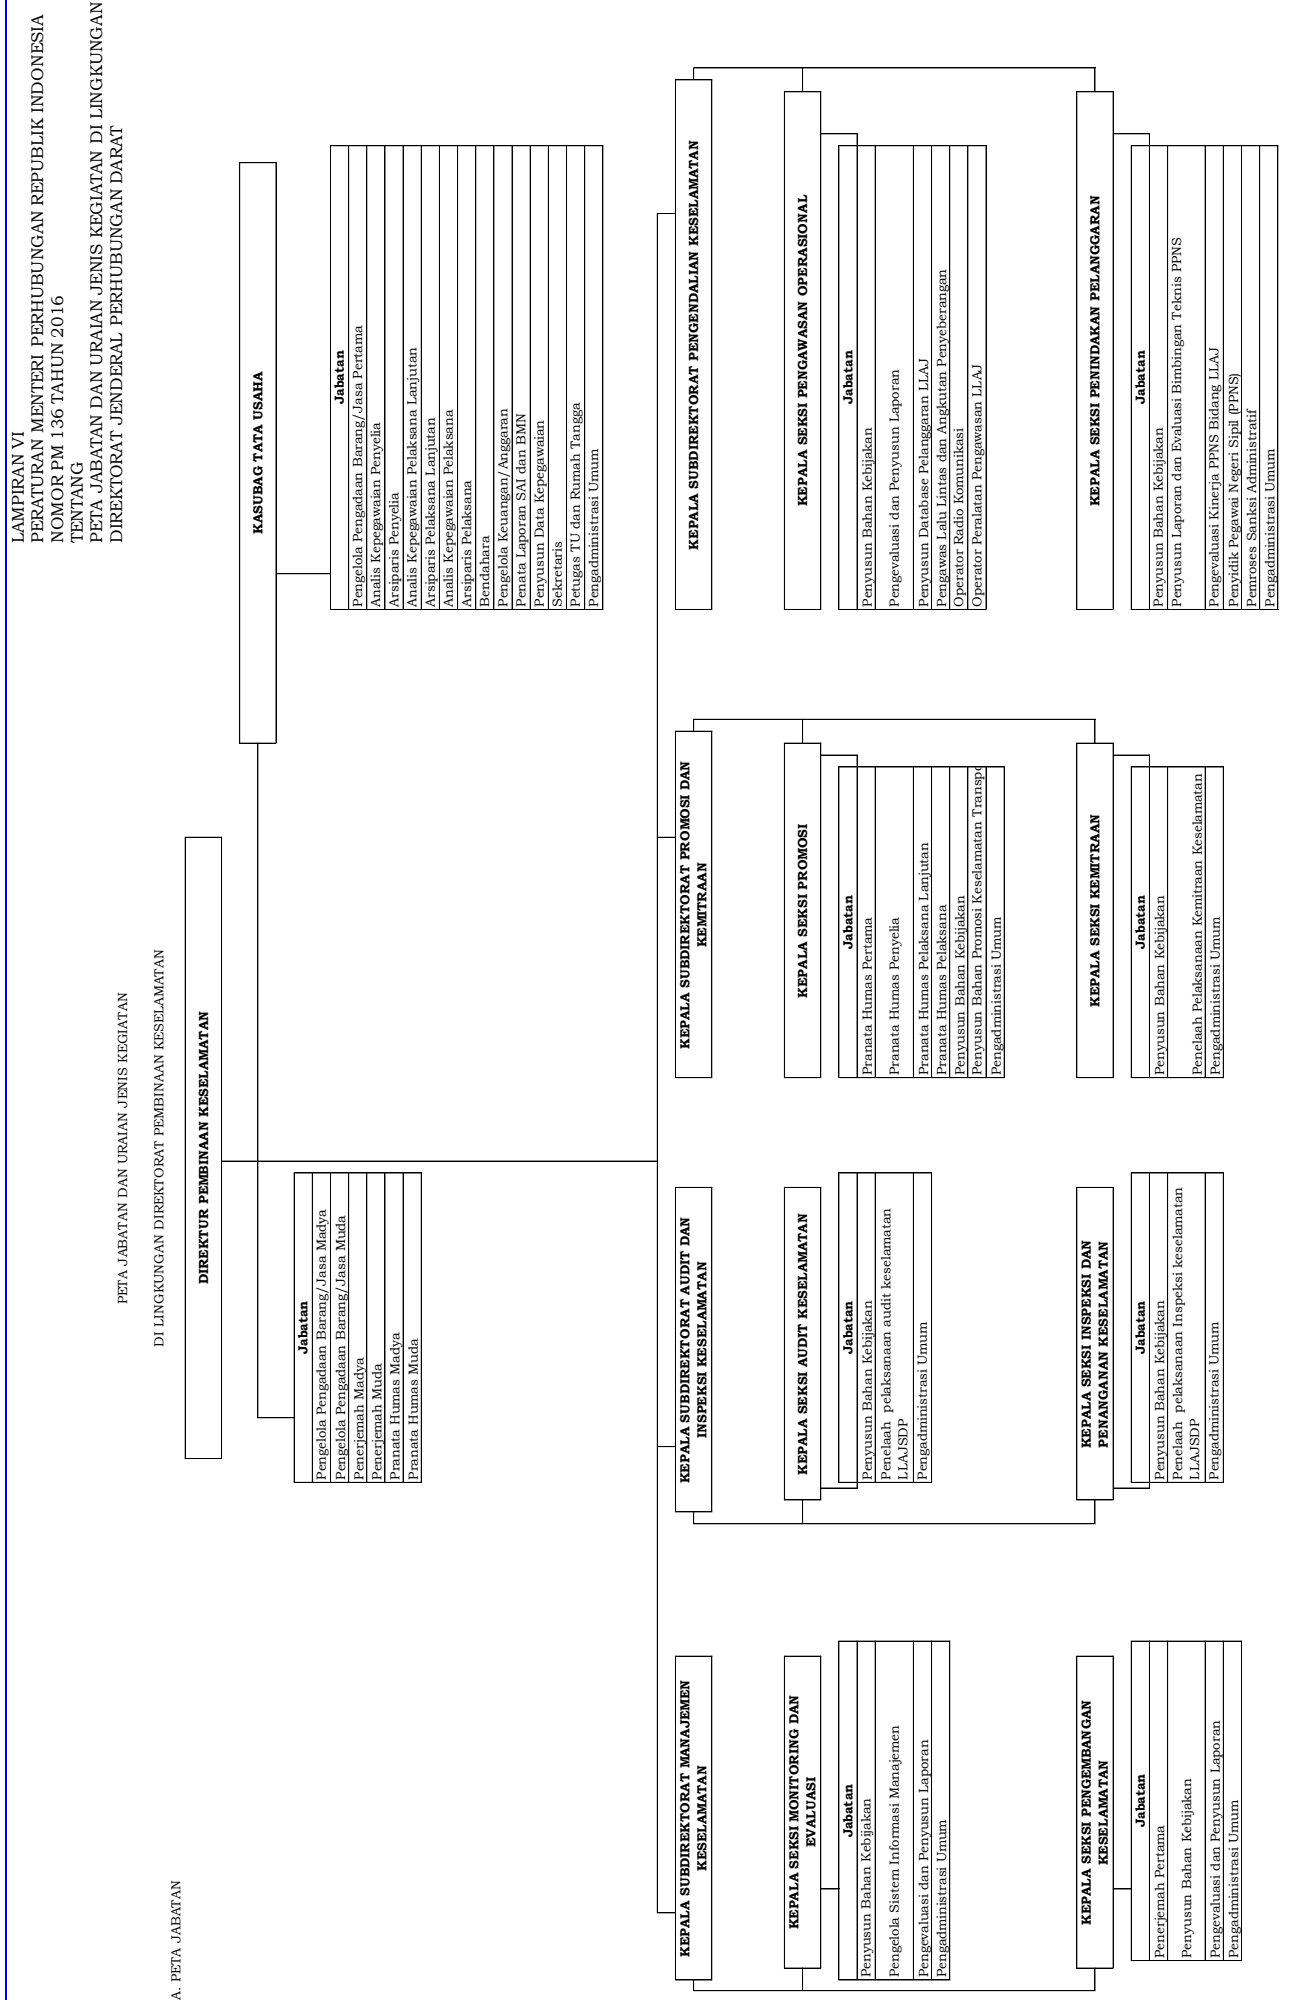 LAMPIRAN VI
PERATURAN MENTERI PERHUBUNGAN REPUBLIK INDONESIA
NOMOR PM 136 TAHUN 2016
TENTANG
PETA JABATAN DAN URAIAN JENIS KEGIATAN DI LINGKUNGAN
DIREKTORAT JENDERAL PERHUBUNGAN DARAT
PETA JABATAN DAN URAIAN JENIS KEGIATAN
DI LINGKUNGAN DIREKTORAT PEMBINAAN KESELAMATAN
A. PETA JABATAN
DIREKTUR PEMBINAAN KESELAMATAN
KASUBAG TATA USAHA
Jabatan
Pengelola Pengadaan Barang/Jasa Madya
Pengelola Pengadaan Barang/Jasa Muda
Penerjemah Madya
Penerjemah Muda
Pranata Humas Madya
Pranata Humas Muda
Jabatan
Pengelola Pengadaan Barang/Jasa Pertama
Analis Kepegawaian Penyelia
Arsiparis Penyelia
Analis Kepegawaian Pelaksana Lanjutan
Arsiparis Pelaksana Lanjutan
Analis Kepegawaian Pelaksana
Arsiparis Pelaksana
Bendahara
Pengelola Keuangan/Anggaran
Penata Laporan SAI dan BMN
Penyusun Data Kepegawaian
Sekretaris
Petugas TU dan Rumah Tangga
Pengadministrasi Umum
KEPALA SUBDIREKTORAT MANAJEMEN
KESELAMATAN
KEPALA SEKSI MONITORING DAN
EVALUASI
Jabatan
Penyusun Bahan Kebijakan
Pengelola Sistem Informasi Manajemen
Pengevaluasi dan Penyusun Laporan
Pengadministrasi Umum
KEPALA SEKSI PENGEMBANGAN
KESELAMATAN
Jabatan
Penerjemah Pertama
Penyusun Bahan Kebijakan
Pengevaluasi dan Penyusun Laporan
Pengadministrasi Umum
KEPALA SUBDIREKTORAT AUDIT DAN
INSPEKSI KESELAMATAN
KEPALA SEKSI AUDIT KESELAMATAN
Jabatan
Penyusun Bahan Kebijakan
Penelaah pelaksanaan audit keselamatan
LLAJSDP
Pengadministrasi Umum
KEPALA SEKSI INSPEKSI DAN
PENANGANAN KESELAMATAN
Jabatan
Penyusun Bahan Kebijakan
Penelaah pelaksanaan Inspeksi keselamatan
LLAJSDP
Pengadministrasi Umum
KEPALA SUBDIREKTORAT PROMOSI DAN
KEMITRAAN
KEPALA SEKSI PROMOSI
Jabatan
Pranata Humas Pertama
Pranata Humas Penyelia
Pranata Humas Pelaksana Lanjutan
Pranata Humas Pelaksana
Penyusun Bahan Kebijakan
Penyusun Bahan Promosi Keselamatan Transpo
Pengadministrasi Umum
KEPALA SEKSI KEMITRAAN
Jabatan
Penyusun Bahan Kebijakan
Penelaah Pelaksanaan Kemitraan Keselamatan
Pengadministrasi Umum
KEPALA SUBDIREKTORAT PENGENDALIAN KESELAMATAN
KEPALA SEKSI PENGAWASAN OPERASIONAL
Jabatan
Penyusun Bahan Kebijakan
Pengevaluasi dan Penyusun Laporan
Penyusun Database Pelanggaran LLAJ
Pengawas Lalu Lintas dan Angkutan Penyeberangan
Operator Radio Komunikasi
Operator Peralatan Pengawasan LLAJ
KEPALA SEKSI PENINDAKAN PELANGGARAN
Jabatan
Penyusun Bahan Kebijakan
Penyusun Laporan dan Evaluasi Bimbingan Teknis PPNS
Pengevaluasi Kinerja PPNS Bidang LLAJ
Penyidik Pegawai Negeri Sipil (PPNS)
Pemroses Sanksi Administratif
Pengadministrasi Umum